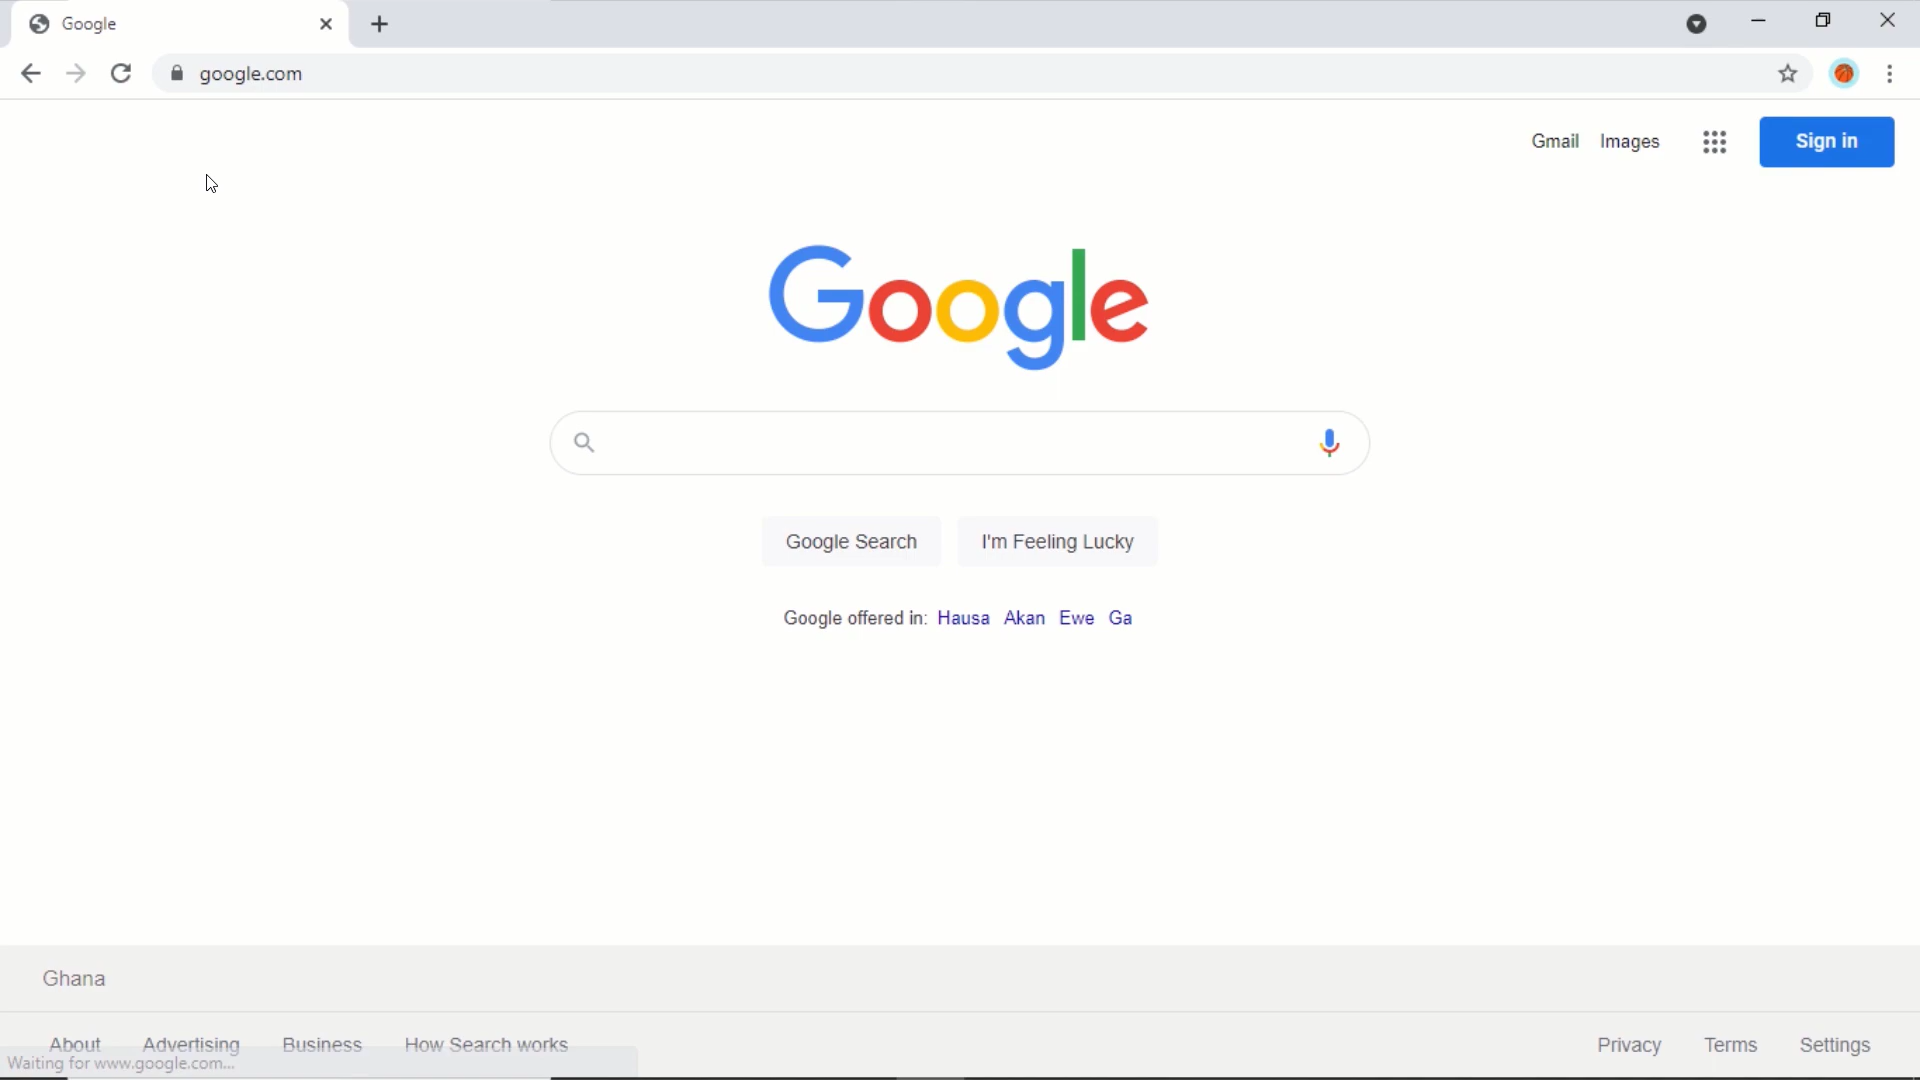 Google
google.com
Gmail Images Sign in
Google
Google Search I'm Feeling Lucky
Google offered in: Hausa Akan Ewe Ga
Ghana
About Advertising Business How Search works Privacy Terms Settings
Waiting for www.google.com...